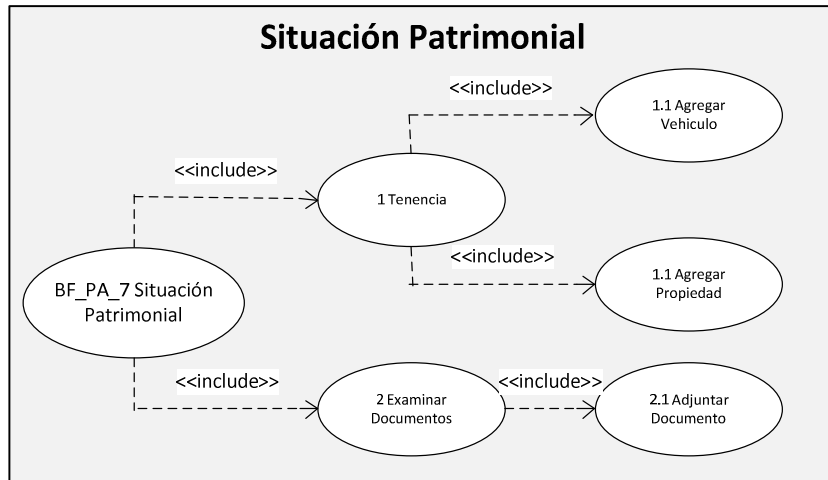 Situación Patrimonial
<<include>>
1.1 Agregar
Vehiculo
<<include>>
1 Tenencia
<<include>>
1.1 Agregar
Propiedad
BF_PA_7 Situación
Patrimonial
<<include>>
2 Examinar
Documentos
<<include>>
2.1 Adjuntar
Documento